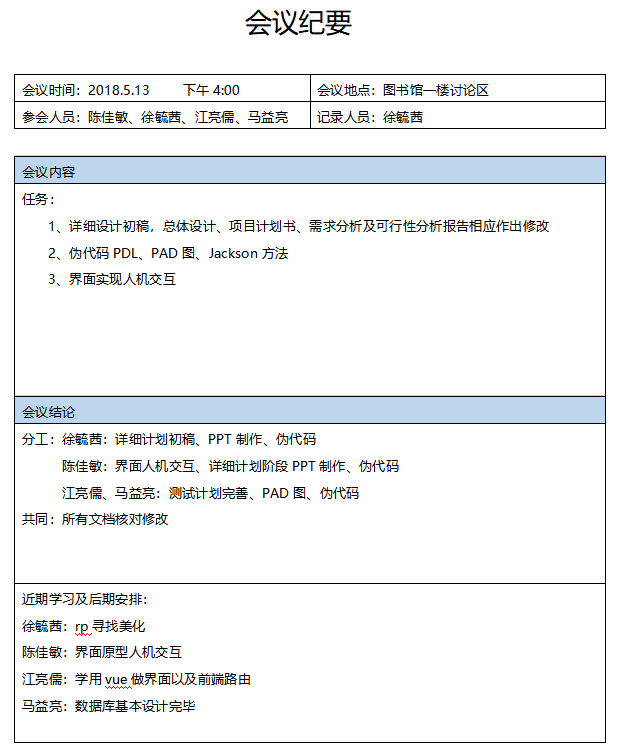 会议纪要
会议时间：2018.5.13 下午 4:00 会议地点：图书馆一楼讨论区
参会人员：陈佳敏、徐毓茜、江亮儒、马益亮 记录人员：徐毓茜
会议内容
任务：
1、详细设计初稿，总体设计、项目计划书、需求分析及可行性分析报告相应作出修改
2、伪代码 PDL、PAD 图、Jackson 方法
3、界面实现人机交互
会议结论
分工：徐毓茜：详细计划初稿、PPT 制作、伪代码
陈佳敏：界面人机交互、详细计划阶段 PPT 制作、伪代码
江亮儒、马益亮：测试计划完善、PAD 图、伪代码
共同：所有文档核对修改
近期学习及后期安排：
徐毓茜：rp 寻找美化
陈佳敏：界面原型人机交互
江亮儒：学用 vue 做界面以及前端路由
马益亮：数据库基本设计完毕